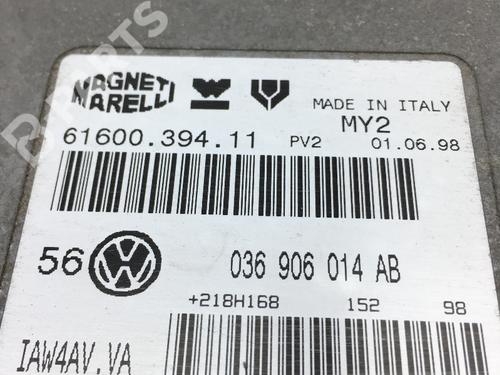 MAGNETI
MARELLI
MADE IN ITALY
MY2
61600.394.11 PV2 01.06.98
56 036 906 014 AB
+218H168 152 98
IAW4AV.VA